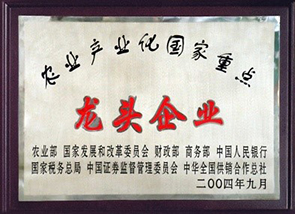 农业产业化国家重点
龙头企业
农业部 国家发展和改革委员会 财政部 商务部 中国人民银行
国家税务总局 中国证券监督管理委员会 中华全国供销合作总社
二〇〇四年九月